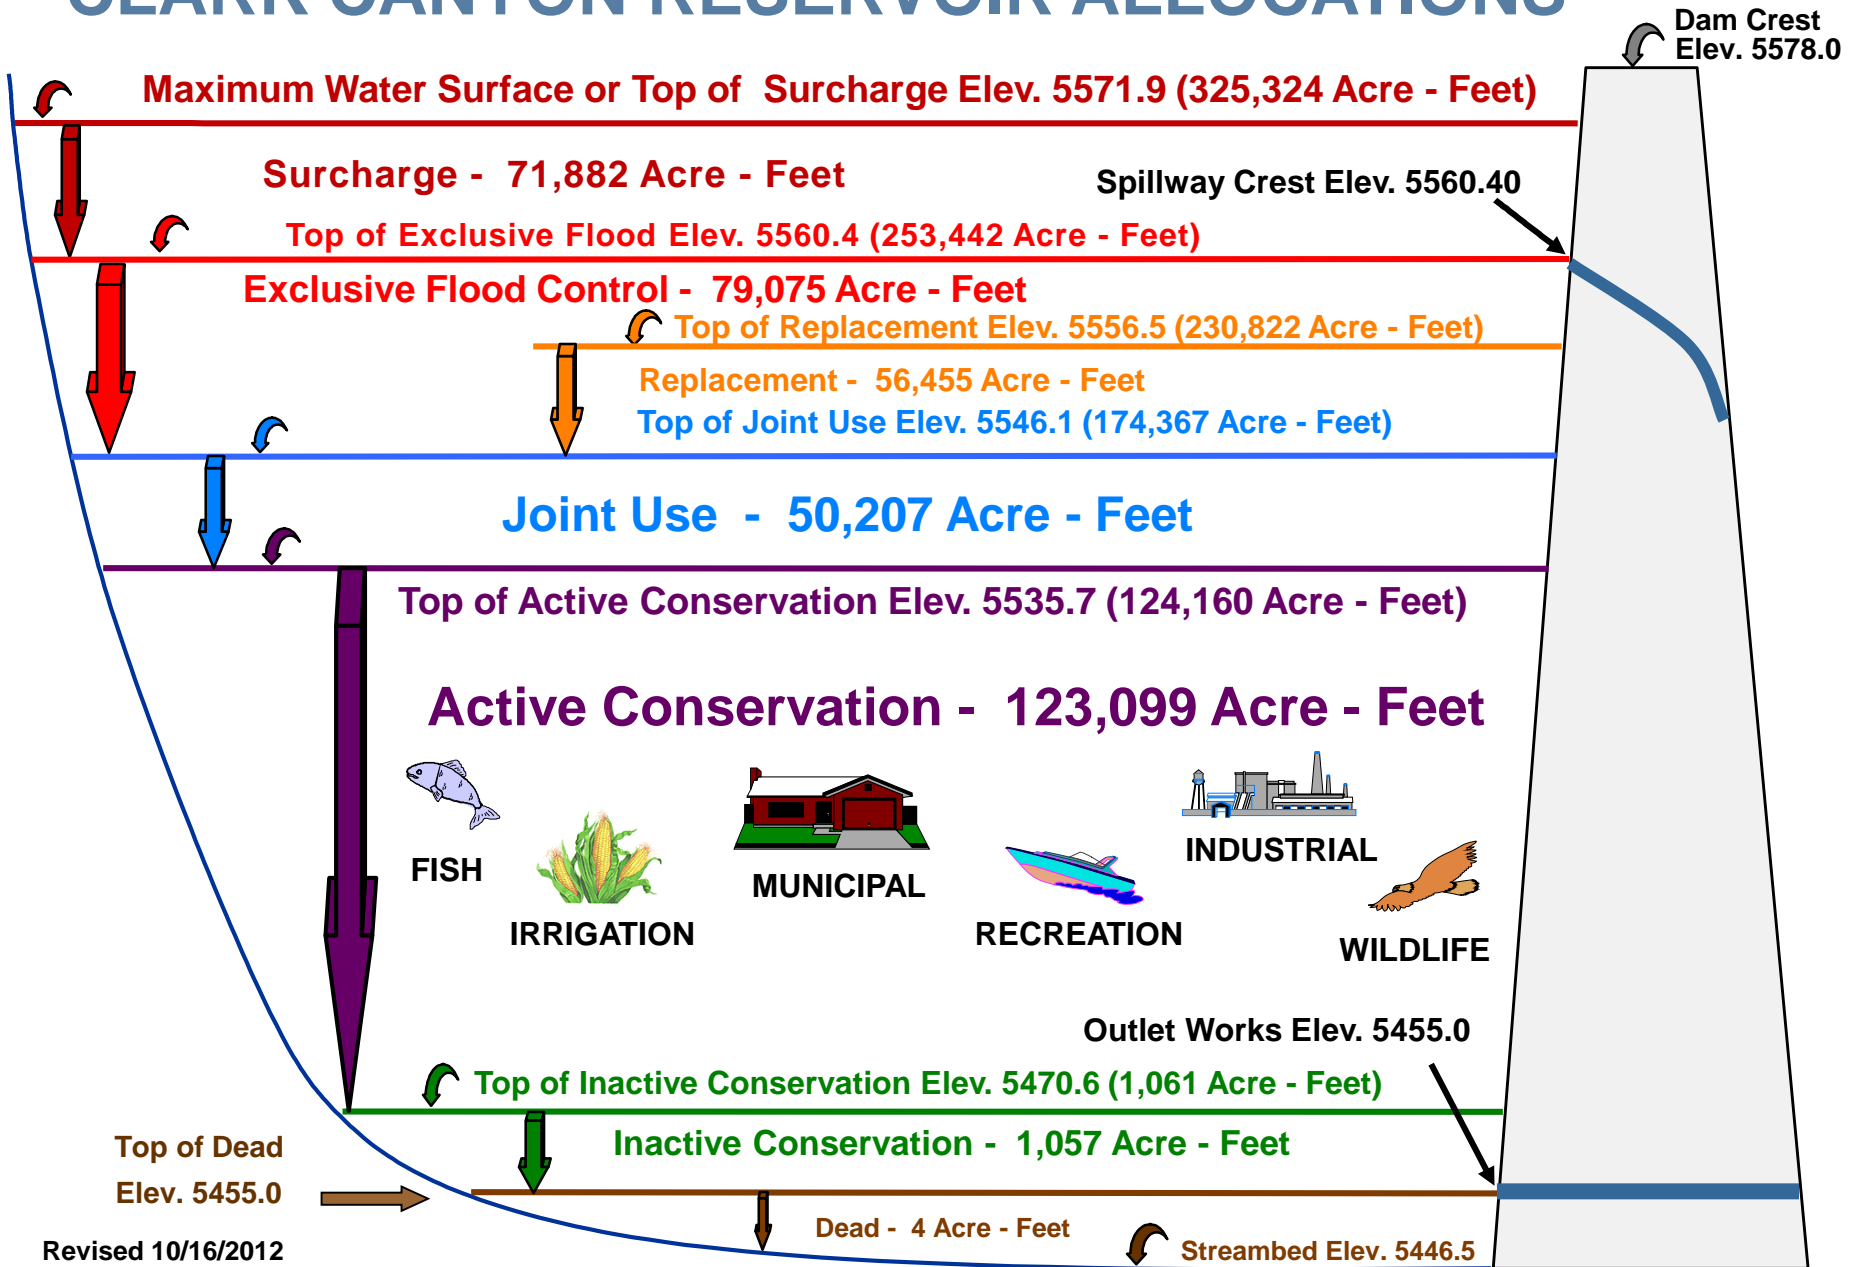 CLARK CANYON RESERVOIR ALLOCATIONS
Dam Crest
Elev. 5578.0
Maximum Water Surface or Top of Surcharge Elev. 5571.9 (325,324 Acre - Feet)
Surcharge - 71,882 Acre - Feet
Spillway Crest Elev. 5560.40
Top of Exclusive Flood Elev. 5560.4 (253,442 Acre - Feet)
Exclusive Flood Control - 79,075 Acre - Feet
Top of Replacement Elev. 5556.5 (230,822 Acre - Feet)
Replacement - 56,455 Acre - Feet
Top of Joint Use Elev. 5546.1 (174,367 Acre - Feet)
Joint Use - 50,207 Acre - Feet
Top of Active Conservation Elev. 5535.7 (124,160 Acre - Feet)
Active Conservation - 123,099 Acre - Feet
FISH
IRRIGATION
MUNICIPAL
RECREATION
INDUSTRIAL
WILDLIFE
Outlet Works Elev. 5455.0
Top of Inactive Conservation Elev. 5470.6 (1,061 Acre - Feet)
Inactive Conservation - 1,057 Acre - Feet
Top of Dead
Elev. 5455.0
Dead - 4 Acre - Feet
Streambed Elev. 5446.5
Revised 10/16/2012